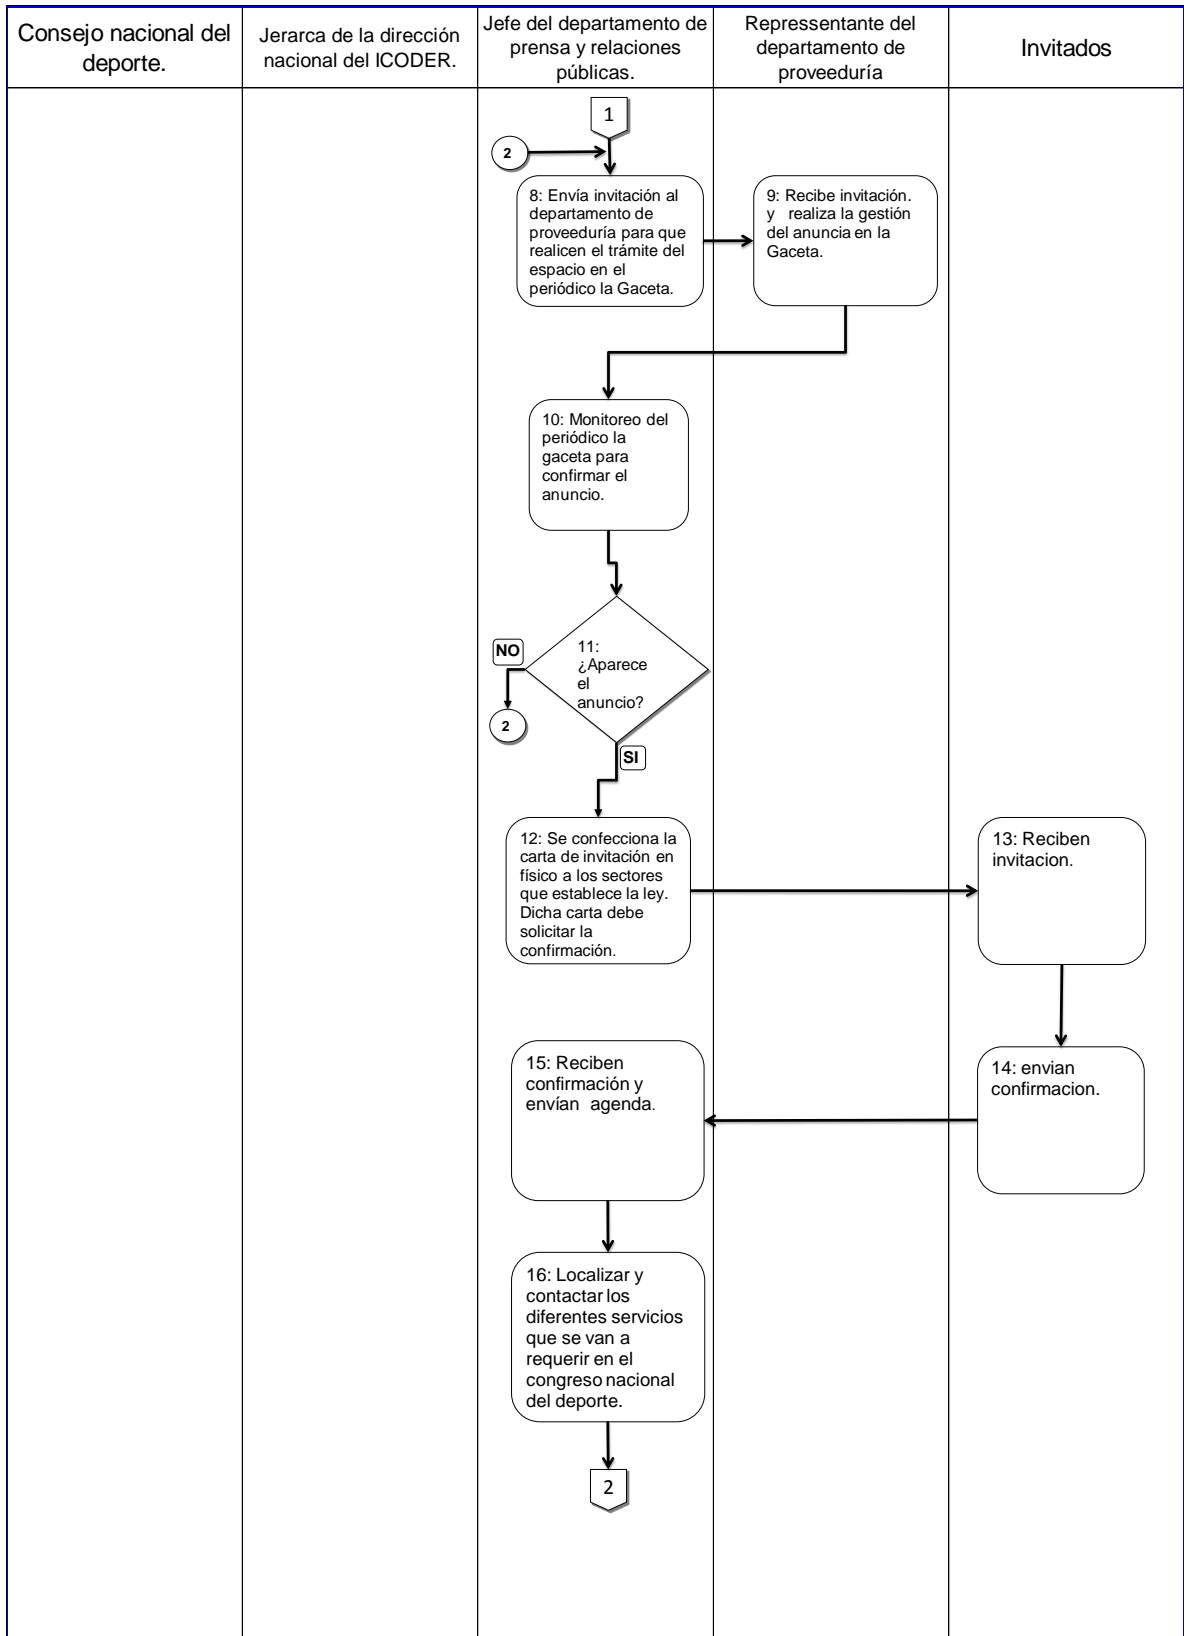 Consejo nacional del
deporte.
Jerarca de la dirección
nacional del ICODER.
Jefe del departamento de
prensa y relaciones
públicas.
Repressentante del
departamento de
proveeduría
Invitados
1
2
8: Envía invitación al
departamento de
proveeduría para que
realicen el trámite del
espacio en el
periódico la Gaceta.
9: Recibe invitación.
y realiza la gestión
del anuncia en la
Gaceta.
10: Monitoreo del
periódico la
gaceta para
confirmar el
anuncio.
11:
¿Aparece
el
anuncio?
NO
2
SI
12: Se confecciona la
carta de invitación en
físico a los sectores
que establece la ley.
Dicha carta debe
solicitar la
confirmación.
13: Reciben
invitacion.
14: envian
confirmacion.
15: Reciben
confirmación y
envían agenda.
16: Localizar y
contactar los
diferentes servicios
que se van a
requerir en el
congreso nacional
del deporte.
2